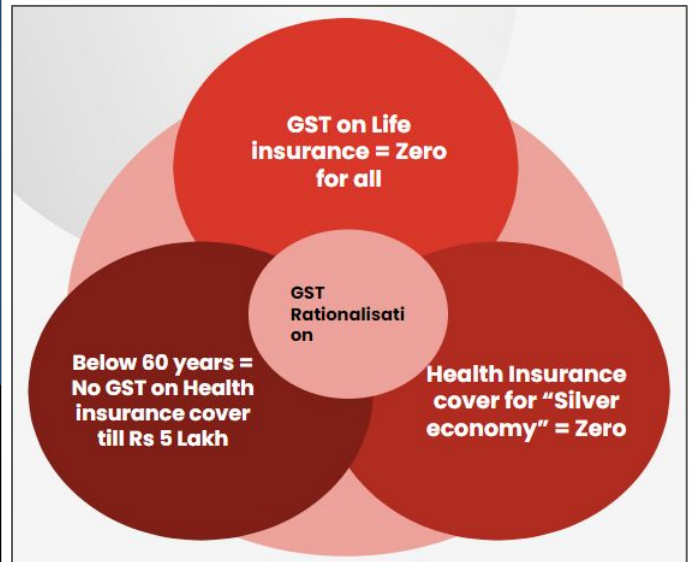 GST on Life
insurance = Zero
for all
GST
Rationalisati
on
Below 60 years =
No GST on Health
insurance cover
till Rs 5 Lakh
Health Insurance
cover for “Silver
economy” = Zero